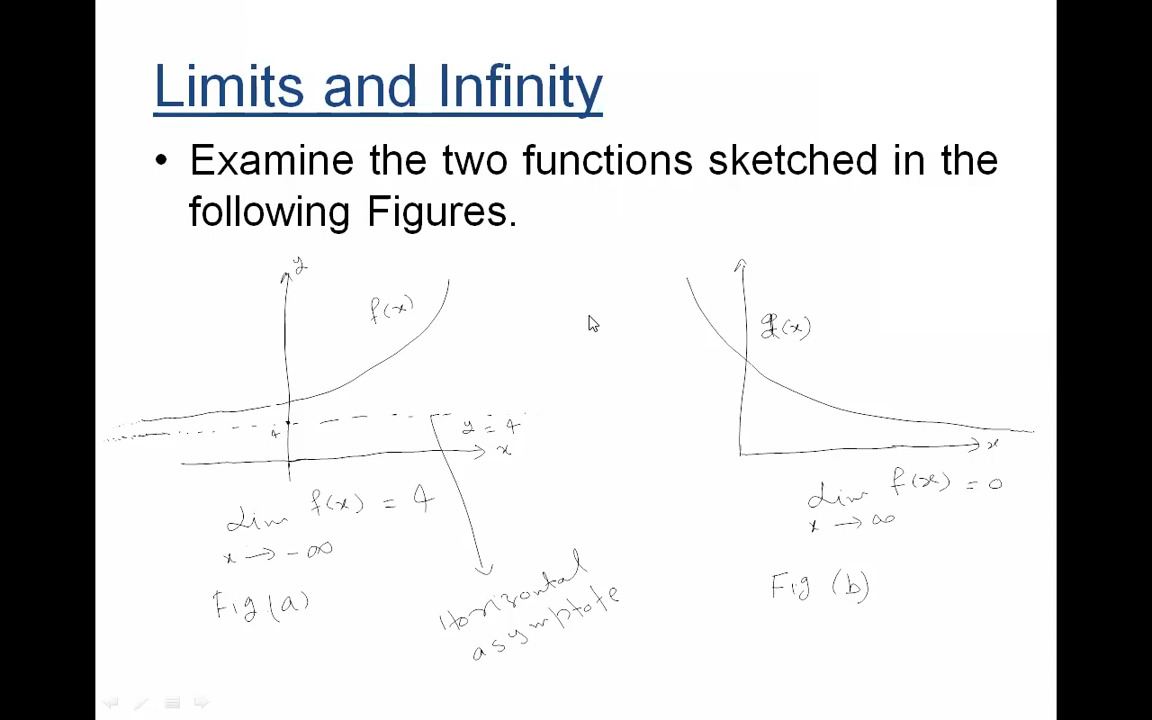 Limits and Infinity
• Examine the two functions sketched in the
following Figures.
y
f(x)
4
y = 4
x
lim f(x) = 4
x → -∞
Fig (a)
Horizontal
asymptote
g(x)
x
lim f(x) = 0
x → ∞
Fig (b)